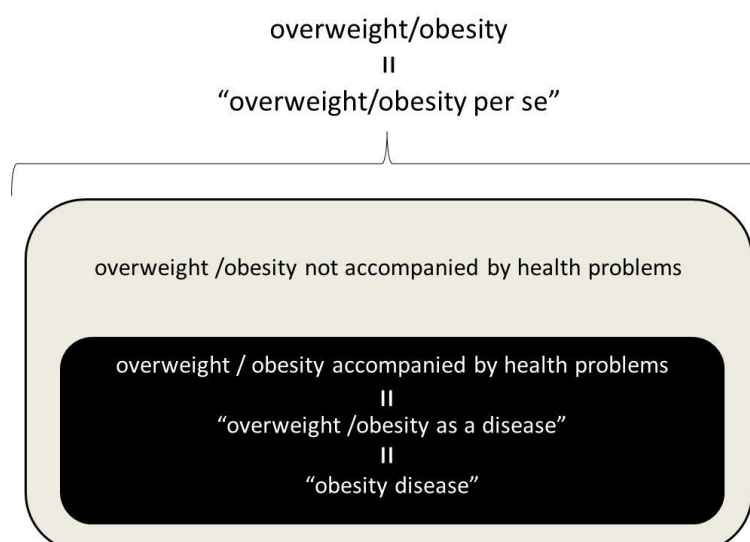 overweight/obesity
=
“overweight/obesity per se”
overweight /obesity not accompanied by health problems
overweight / obesity accompanied by health problems
=
“overweight /obesity as a disease”
=
“obesity disease”